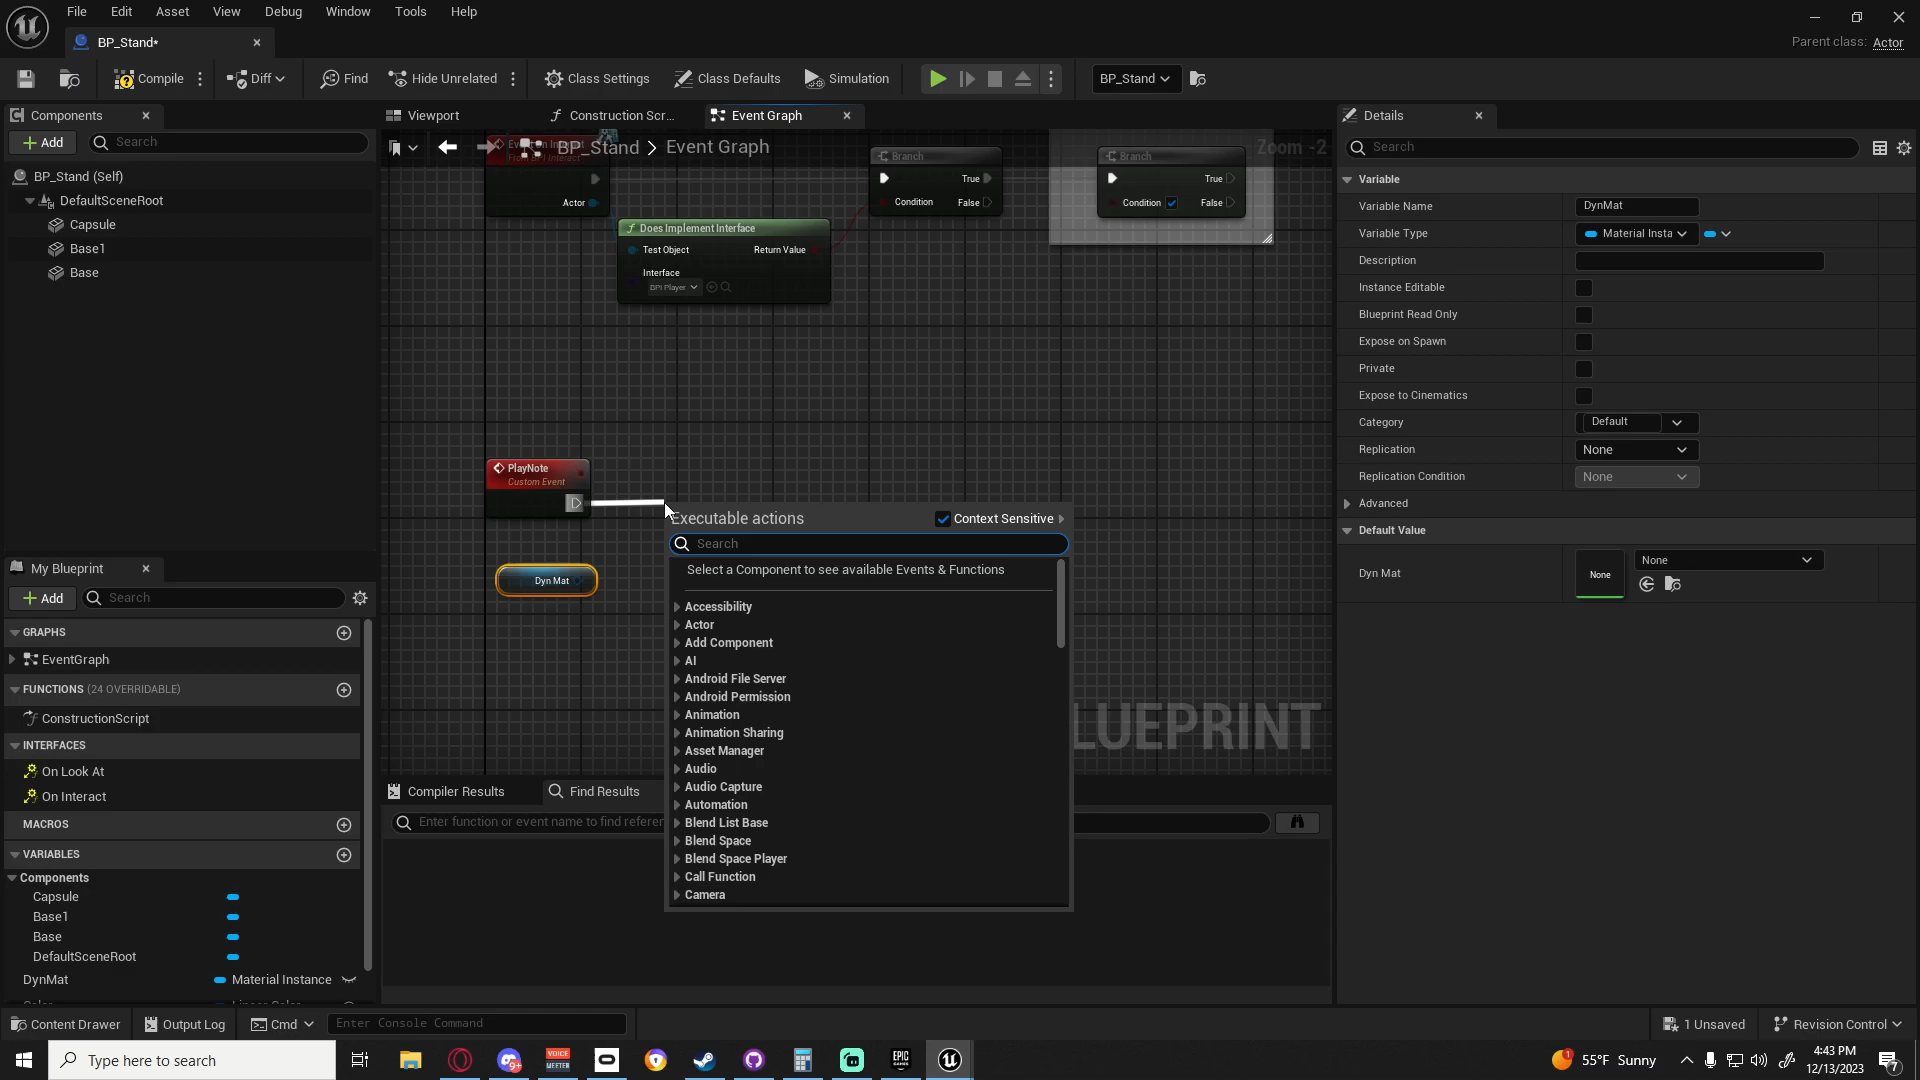 File Edit Asset View Debug Window Tools Help
BP_Stand*
Parent class: Actor
Compile Diff Find Hide Unrelated Class Settings Class Defaults Simulation BP_Stand
Components
Add Search
BP_Stand (Self)
DefaultSceneRoot
Capsule
Base1
Base
My Blueprint
Add Search
GRAPHS
EventGraph
FUNCTIONS (24 OVERRIDABLE)
ConstructionScript
INTERFACES
On Look At
On Interact
MACROS
VARIABLES
Components
Capsule
Base1
Base
DefaultSceneRoot
DynMat Material Instance
Viewport Construction Scr... Event Graph
BP_Stand > Event Graph
Zoom -2
Actor
Does Implement Interface
Test Object Return Value
Interface
BPI Player
Branch
True
Condition False
Branch
True
Condition False
PlayNote
Custom Event
Dyn Mat
Executable actions Context Sensitive
Search
Select a Component to see available Events & Functions
Accessibility
Actor
Add Component
AI
Android File Server
Android Permission
Animation
Animation Sharing
Asset Manager
Audio
Audio Capture
Automation
Blend List Base
Blend Space
Blend Space Player
Call Function
Camera
LUEPRINT
Compiler Results Find Results
Enter function or event name to find referen
Details
Search
Variable
Variable Name DynMat
Variable Type Material Insta
Description
Instance Editable
Blueprint Read Only
Expose on Spawn
Private
Expose to Cinematics
Category Default
Replication None
Replication Condition None
Advanced
Default Value
Dyn Mat None None
Content Drawer Output Log Cmd Enter Console Command 1 Unsaved Revision Control
Type here to search
9+
VOICE
MEETER
EPIC
GAMES
1
55°F Sunny
4:43 PM
12/13/2023
7